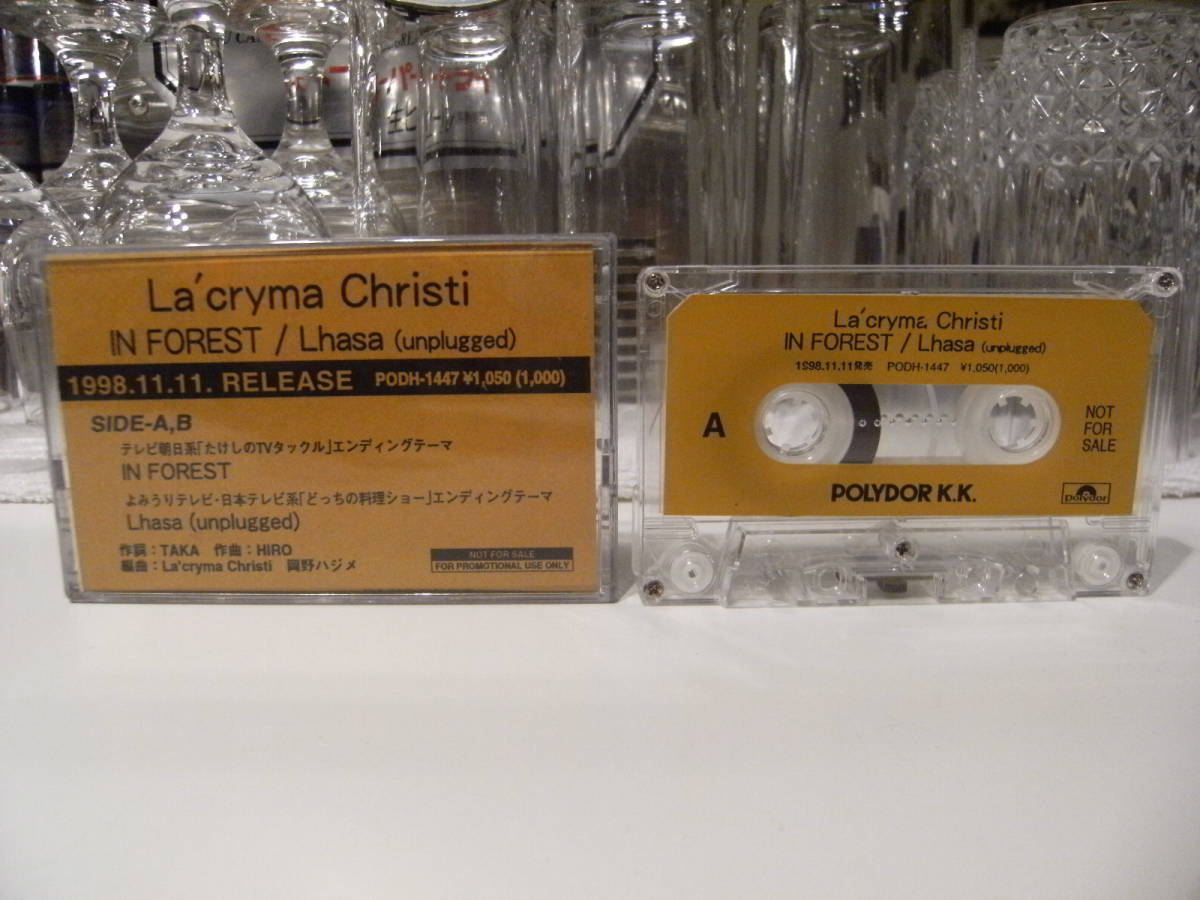 La'cryma Christi
IN FOREST / Lhasa (unplugged)
1998.11.11. RELEASE PODH-1447 ¥1,050 (1,000)
SIDE-A,B
テレビ朝日系「たけしのTVタックル」エンディングテーマ
IN FOREST
よみうりテレビ・日本テレビ系「どっちの料理ショー」エンディングテーマ
Lhasa (unplugged)
作詞：TAKA 作曲：HIRO
編曲：La'cryma Christi 岡野ハジメ
NOT FOR SALE
FOR PROMOTIONAL USE ONLY
La'cryma Christi
IN FOREST / Lhasa (unplugged)
1998.11.11発売 PODH-1447 ¥1,050(1,000)
A
NOT
FOR
SALE
POLYDOR K.K.
Polydor